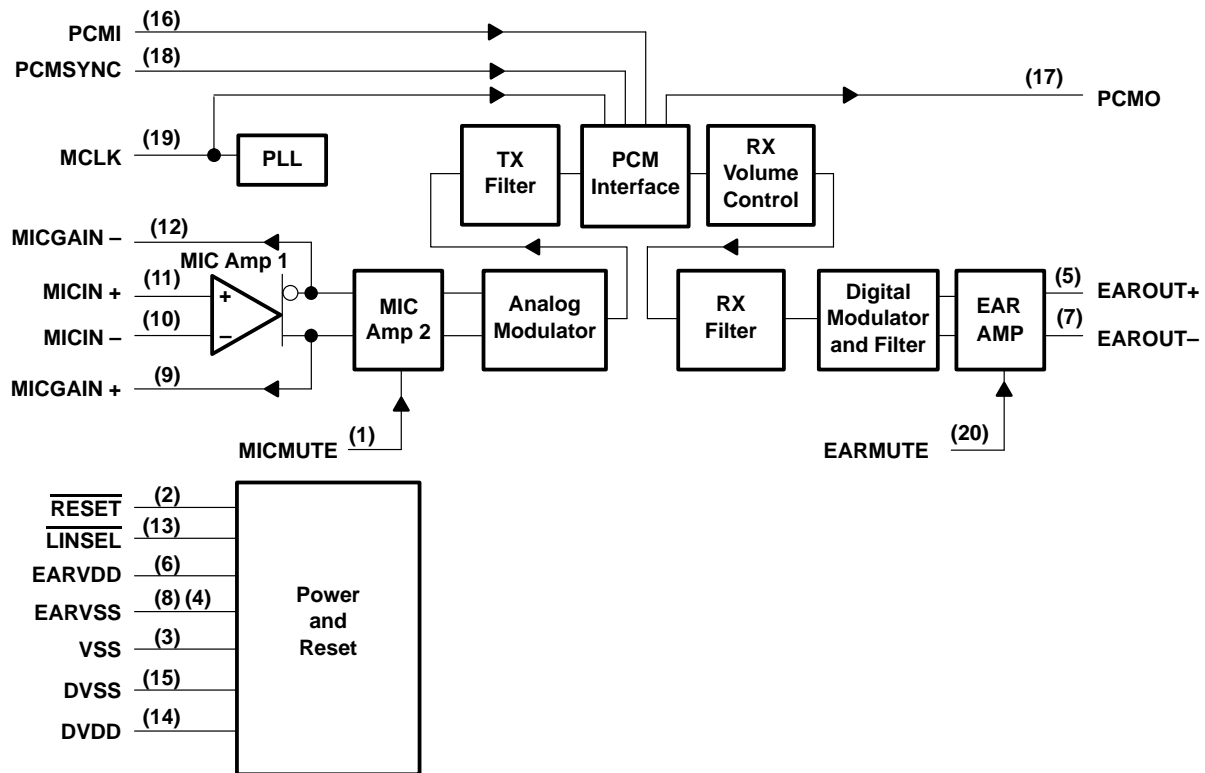 PCMI (16)
PCMSYNC (18)
(17)
PCMO
MCLK (19)
PLL
TX
Filter
PCM
Interface
RX
Volume
Control
MICGAIN – (12)
MIC Amp 1
MICIN + (11)
+
MICIN – (10)
–
MICGAIN + (9)
MIC
Amp 2
Analog
Modulator
RX
Filter
Digital
Modulator
and Filter
EAR
AMP
(5) EAROUT+
(7) EAROUT–
MICMUTE (1)
EARMUTE (20)
RESET (2)
LINSEL (13)
EARVDD (6)
EARVSS (8) (4)
VSS (3)
DVSS (15)
DVDD (14)
Power
and
Reset